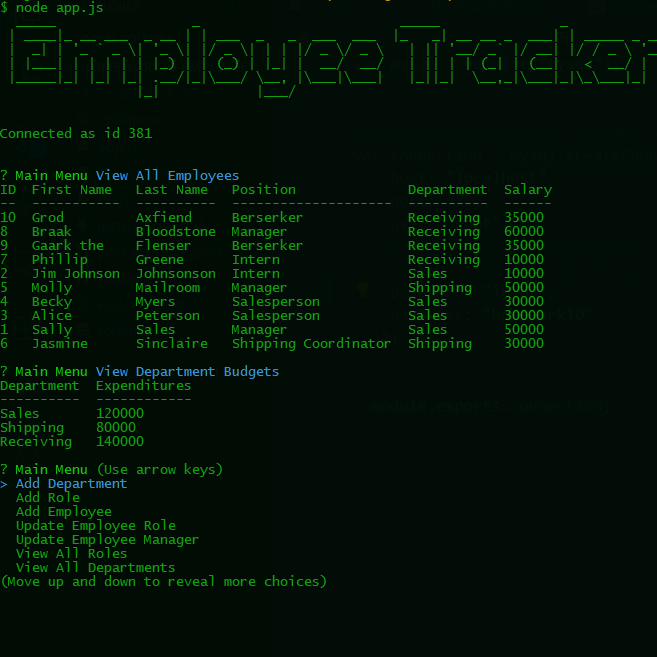 $ node app.js
Employee Tracker
Connected as id 381
? Main Menu View All Employees
ID  First Name   Last Name   Position              Department  Salary
--  -----------  ----------  --------------------  ----------  ------
10  Grod         Axfiend     Berserker             Receiving   35000
8   Braak        Bloodstone  Manager               Receiving   60000
9   Gaark the    Flenser     Berserker             Receiving   35000
7   Phillip      Greene      Intern                Receiving   10000
2   Jim Johnson  Johnsonson  Intern                Sales       10000
5   Molly        Mailroom    Manager               Shipping    50000
4   Becky        Myers       Salesperson           Sales       30000
3   Alice        Peterson    Salesperson           Sales       30000
1   Sally        Sales       Manager               Sales       50000
6   Jasmine      Sinclaire   Shipping Coordinator  Shipping    30000
? Main Menu View Department Budgets
Department  Expenditures
----------  ------------
Sales       120000
Shipping    80000
Receiving   140000
? Main Menu (Use arrow keys)
> Add Department
  Add Role
  Add Employee
  Update Employee Role
  Update Employee Manager
  View All Roles
  View All Departments
(Move up and down to reveal more choices)